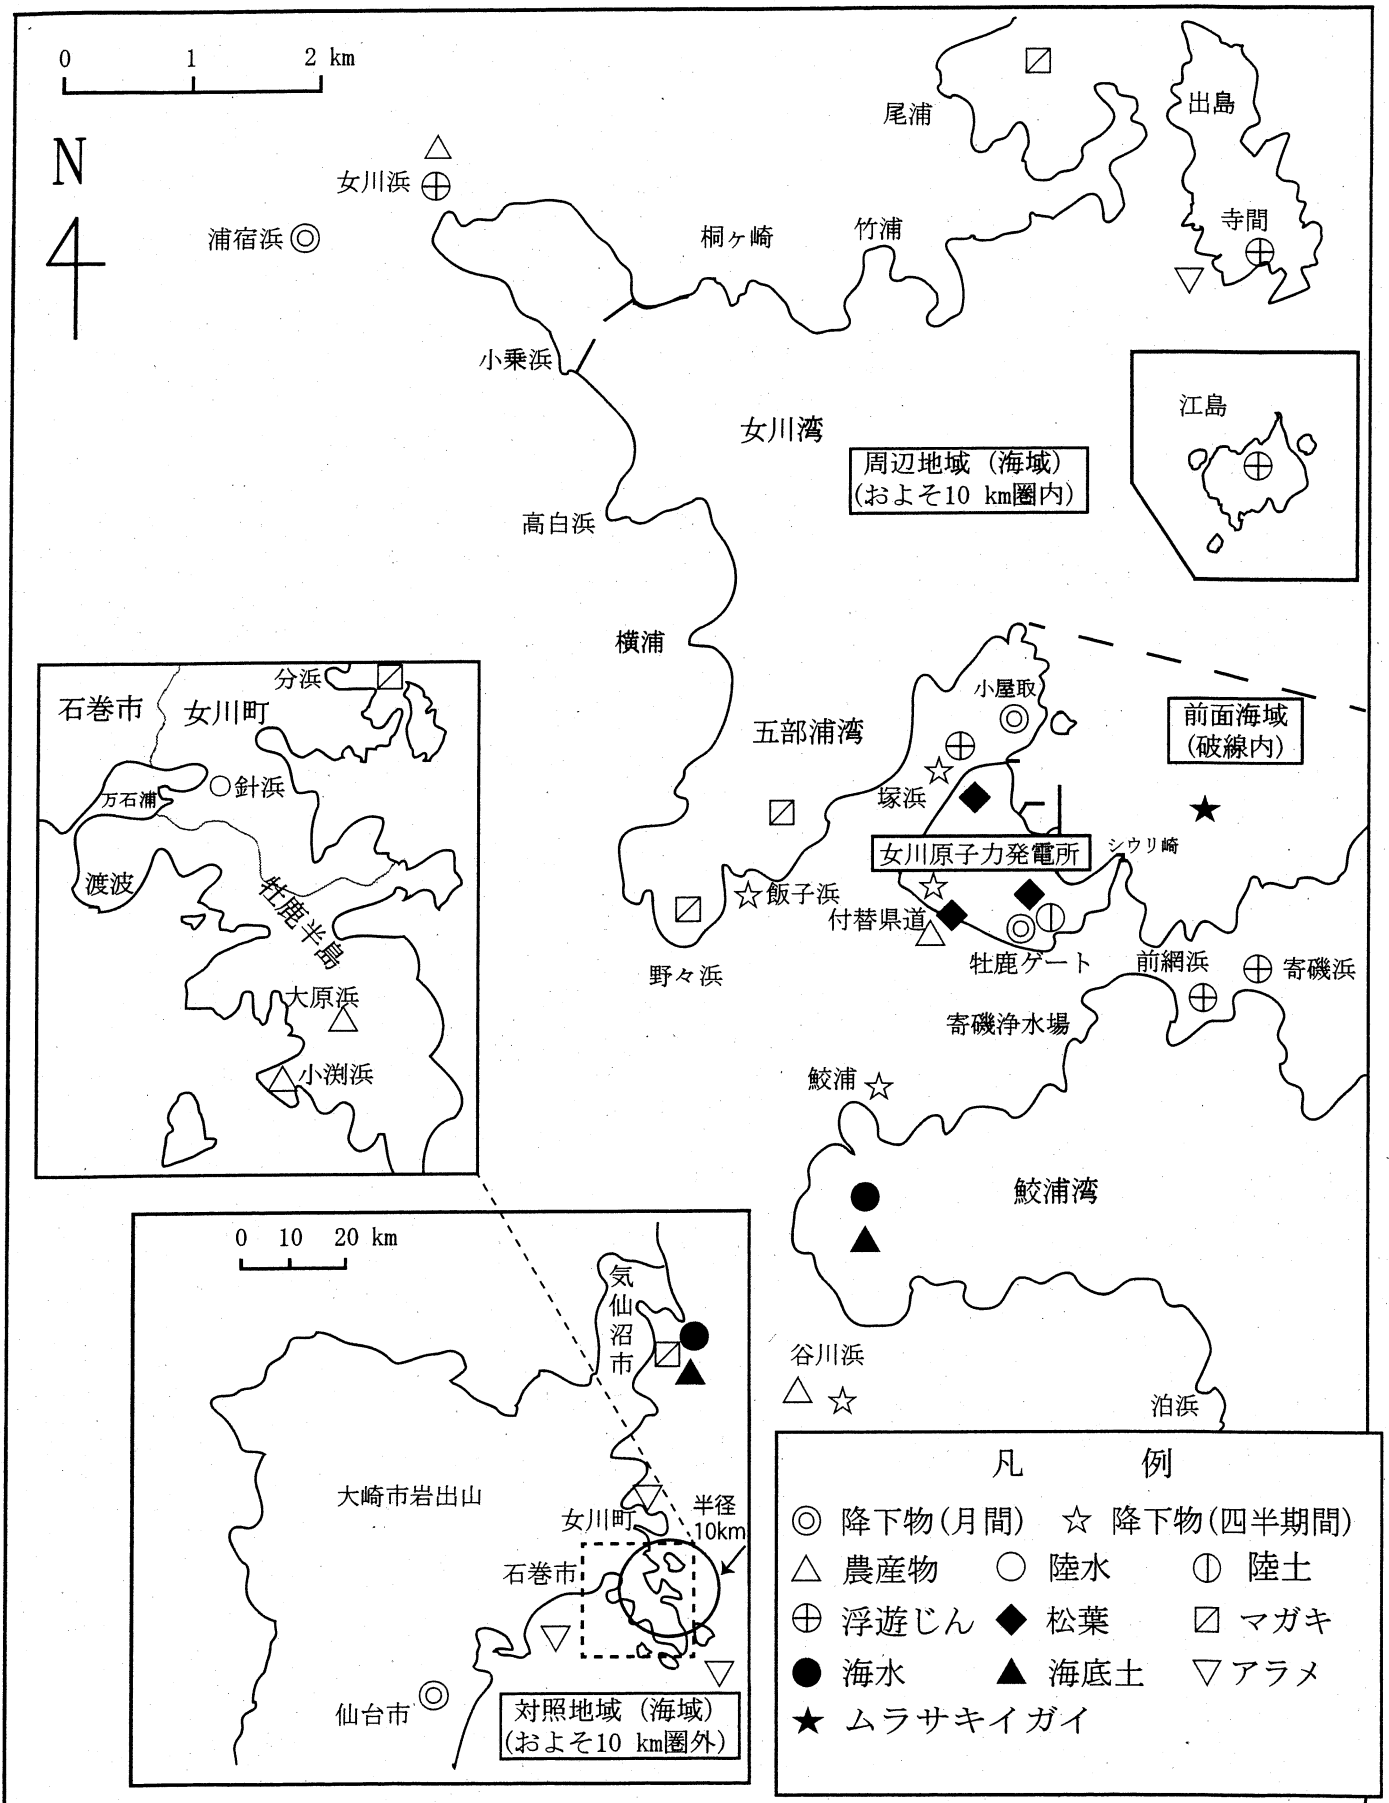 0 1 2 km
N
尾浦
出島
女川浜
浦宿浜
桐ヶ崎
竹浦
寺間
小乗浜
女川湾
江島
周辺地域（海域）
(およそ10 km圏内)
高白浜
横浦
小屋取
前面海域
(破線内)
五部浦湾
塚浜
女川原子力発電所
シウリ崎
飯子浜
付替県道
野々浜
牡鹿ゲート
前網浜
寄磯浜
寄磯浄水場
鮫浦
鮫浦湾
谷川浜
泊浜
分浜
石巻市
女川町
針浜
万石浦
渡波
牡鹿半島
大原浜
小渕浜
0 10 20 km
気仙沼市
大崎市岩出山
女川町
半径
10km
石巻市
仙台市
対照地域（海域）
(およそ10 km圏外)
凡 例
◎ 降下物(月間) ☆ 降下物(四半期間)
△ 農産物 ○ 陸水 ⦶ 陸土
⊕ 浮遊じん ◆ 松葉 ⧄ マガキ
● 海水 ▲ 海底土 ▽ アラメ
★ ムラサキイガイ